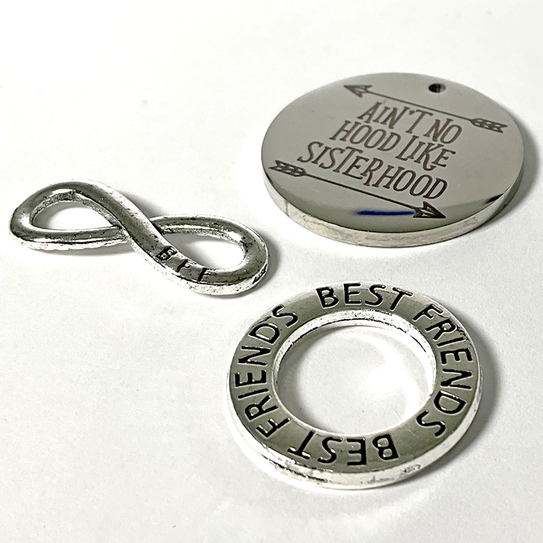 AIN'T NO
HOOD LIKE
SISTERHOOD
BFF
BEST FRIENDS BEST FRIENDS